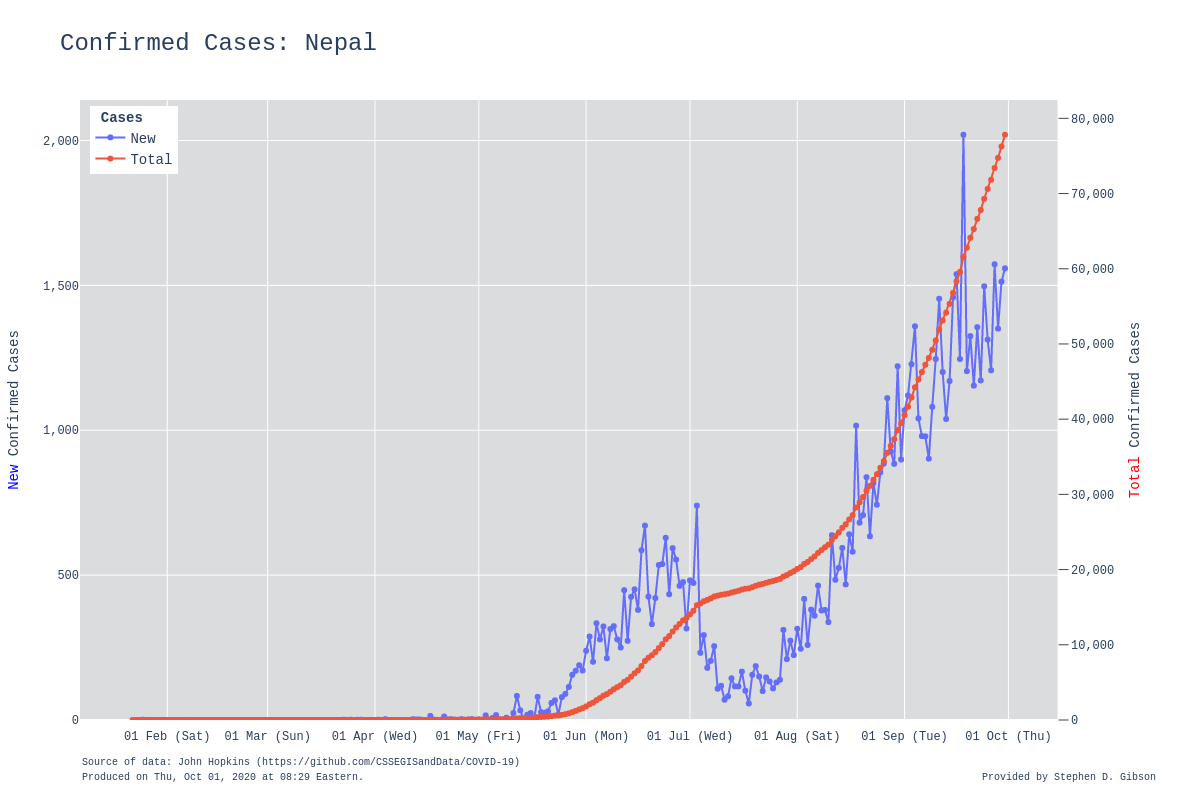 Confirmed Cases: Nepal
Cases
New
Total
2,000
1,500
1,000
500
0
80,000
70,000
60,000
50,000
40,000
30,000
20,000
10,000
0
New Confirmed Cases
Total Confirmed Cases
01 Feb (Sat) 01 Mar (Sun) 01 Apr (Wed) 01 May (Fri) 01 Jun (Mon) 01 Jul (Wed) 01 Aug (Sat) 01 Sep (Tue) 01 Oct (Thu)
Source of data: John Hopkins (https://github.com/CSSEGISandData/COVID-19)
Produced on Thu, Oct 01, 2020 at 08:29 Eastern.
Provided by Stephen D. Gibson